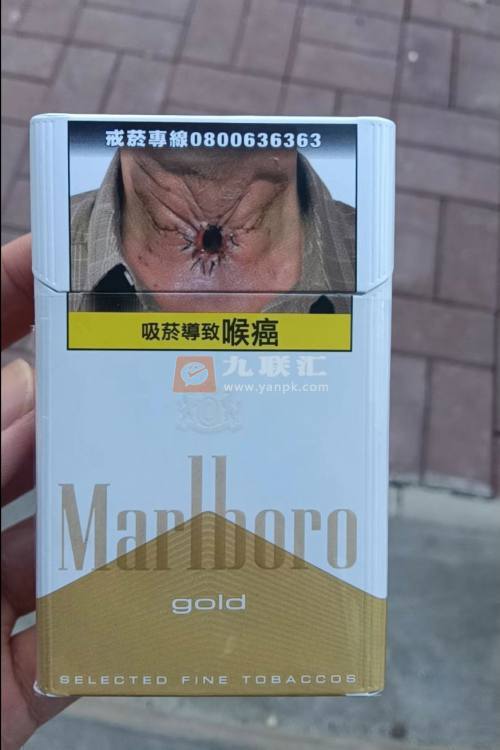 戒菸專線0800636363
吸菸導致喉癌
九联汇
www.yanpk.com
Marlboro
gold
SELECTED FINE TOBACCOS